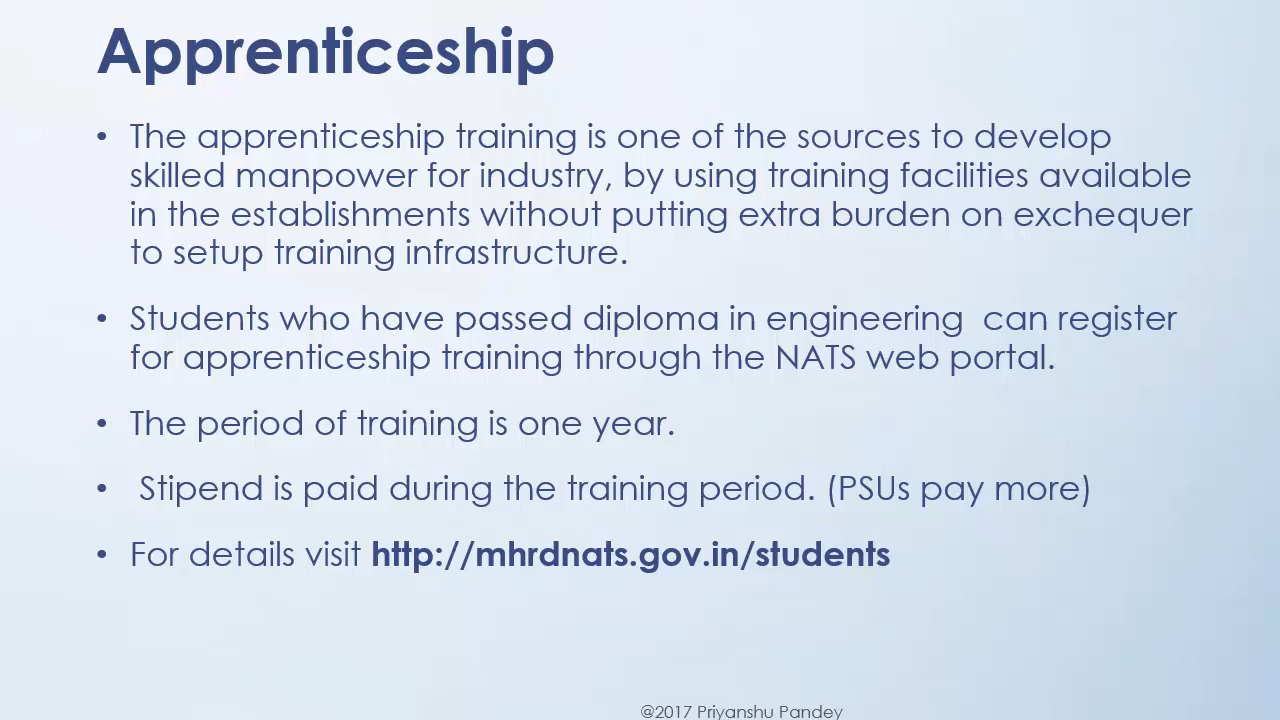 Apprenticeship
• The apprenticeship training is one of the sources to develop
skilled manpower for industry, by using training facilities available
in the establishments without putting extra burden on exchequer
to setup training infrastructure.
• Students who have passed diploma in engineering  can register
for apprenticeship training through the NATS web portal.
• The period of training is one year.
•  Stipend is paid during the training period. (PSUs pay more)
• For details visit http://mhrdnats.gov.in/students
@2017 Priyanshu Pandey